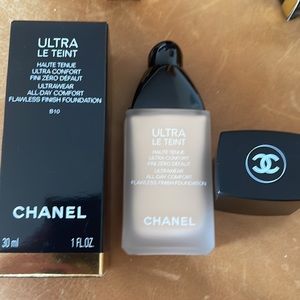 ULTRA
LE TEINT
HAUTE TENUE
ULTRA CONFORT
FINI ZÉRO DÉFAUT
ULTRAWEAR
ALL-DAY COMFORT
FLAWLESS FINISH FOUNDATION
B10
CHANEL
30 ml 1 FL.OZ.
ULTRA
LE TEINT
HAUTE TENUE
ULTRA CONFORT
FINI ZÉRO DÉFAUT
ULTRAWEAR
ALL-DAY COMFORT
FLAWLESS FINISH FOUNDATION
CHANEL